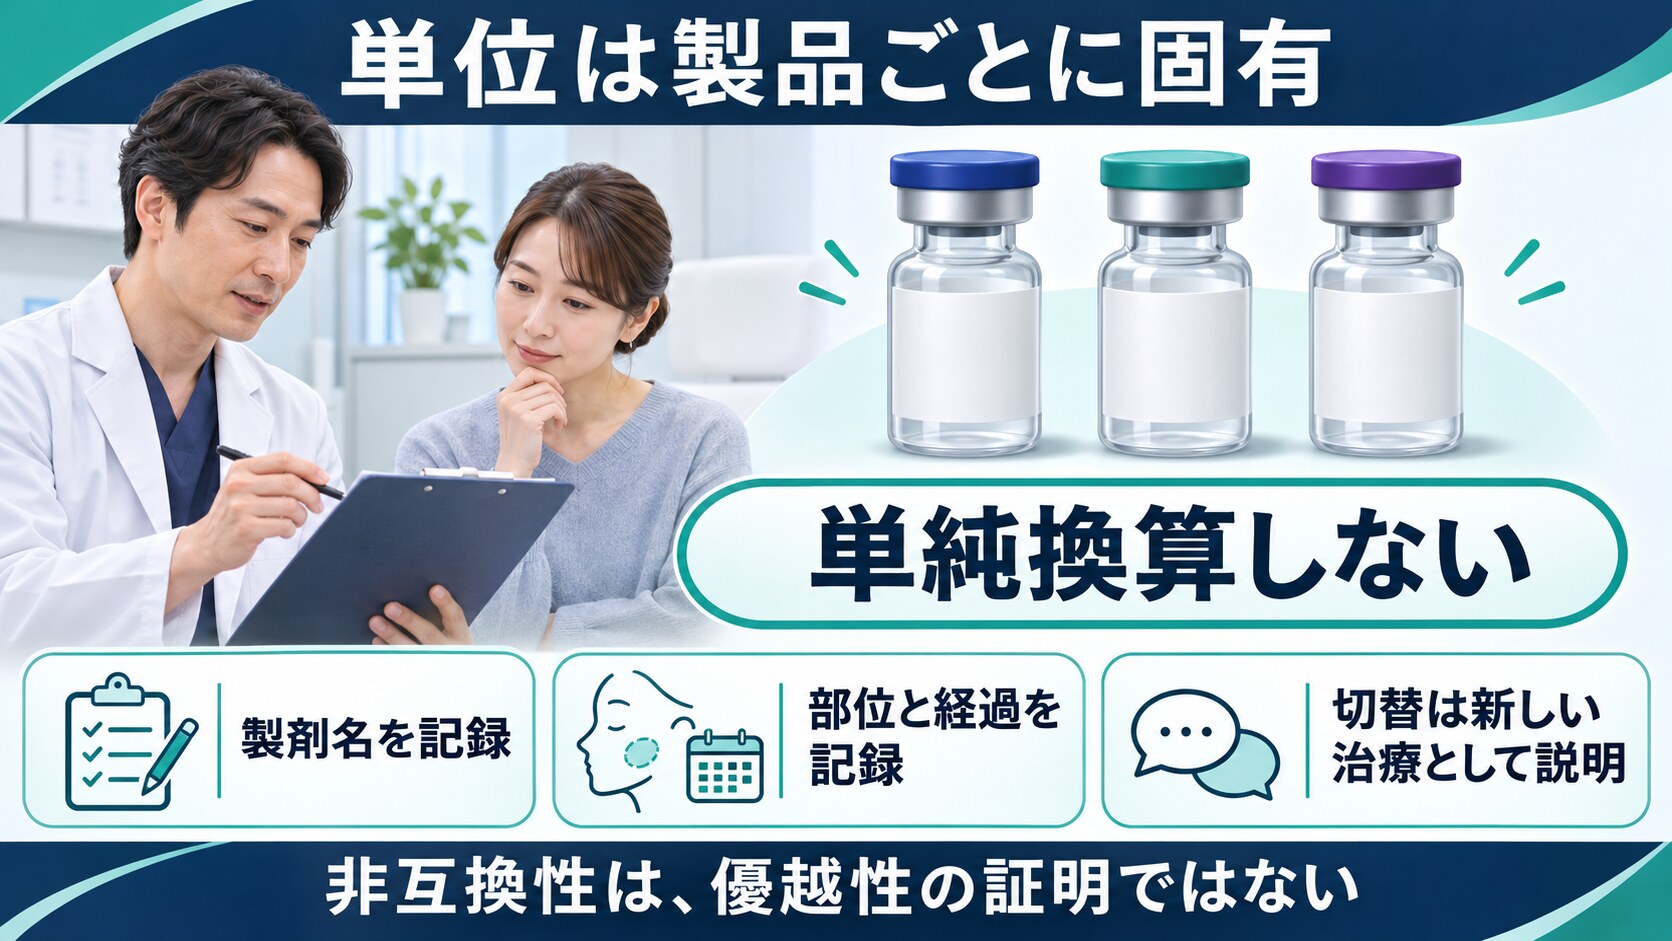 単位は製品ごとに固有
単純換算しない
製剤名を記録
部位と経過を
記録
切替は新しい
治療として説明
非互換性は、優越性の証明ではない